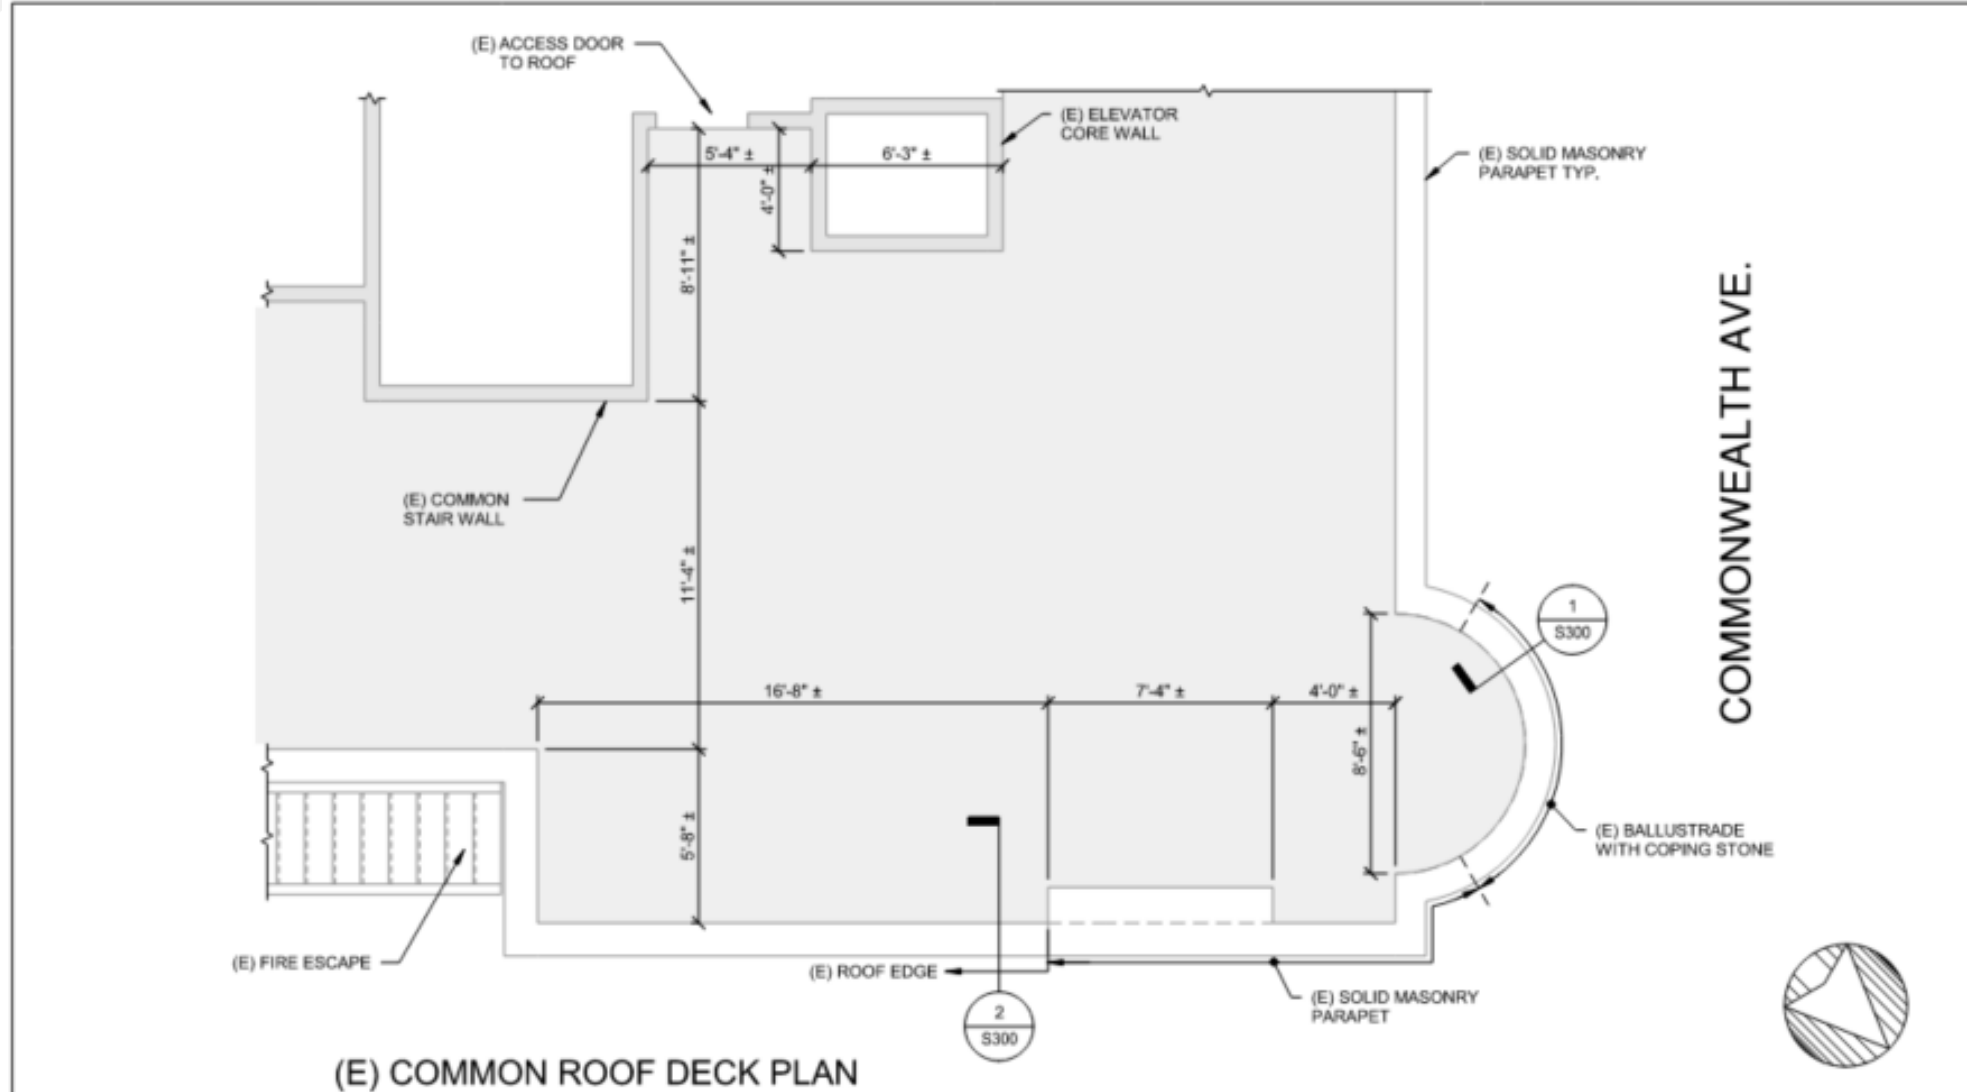 (E) ACCESS DOOR
TO ROOF
(E) ELEVATOR
CORE WALL
5'-4" ±
6'-3" ±
(E) SOLID MASONRY
PARAPET TYP.
4'-0" ±
8'-11" ±
COMMONWEALTH AVE.
(E) COMMON
STAIR WALL
11'-4" ±
1
S300
16'-8" ±
7'-4" ±
4'-0" ±
8'-6" ±
5'-8" ±
(E) BALLUSTRADE
WITH COPING STONE
(E) FIRE ESCAPE
(E) ROOF EDGE
(E) SOLID MASONRY
PARAPET
2
S300
(E) COMMON ROOF DECK PLAN